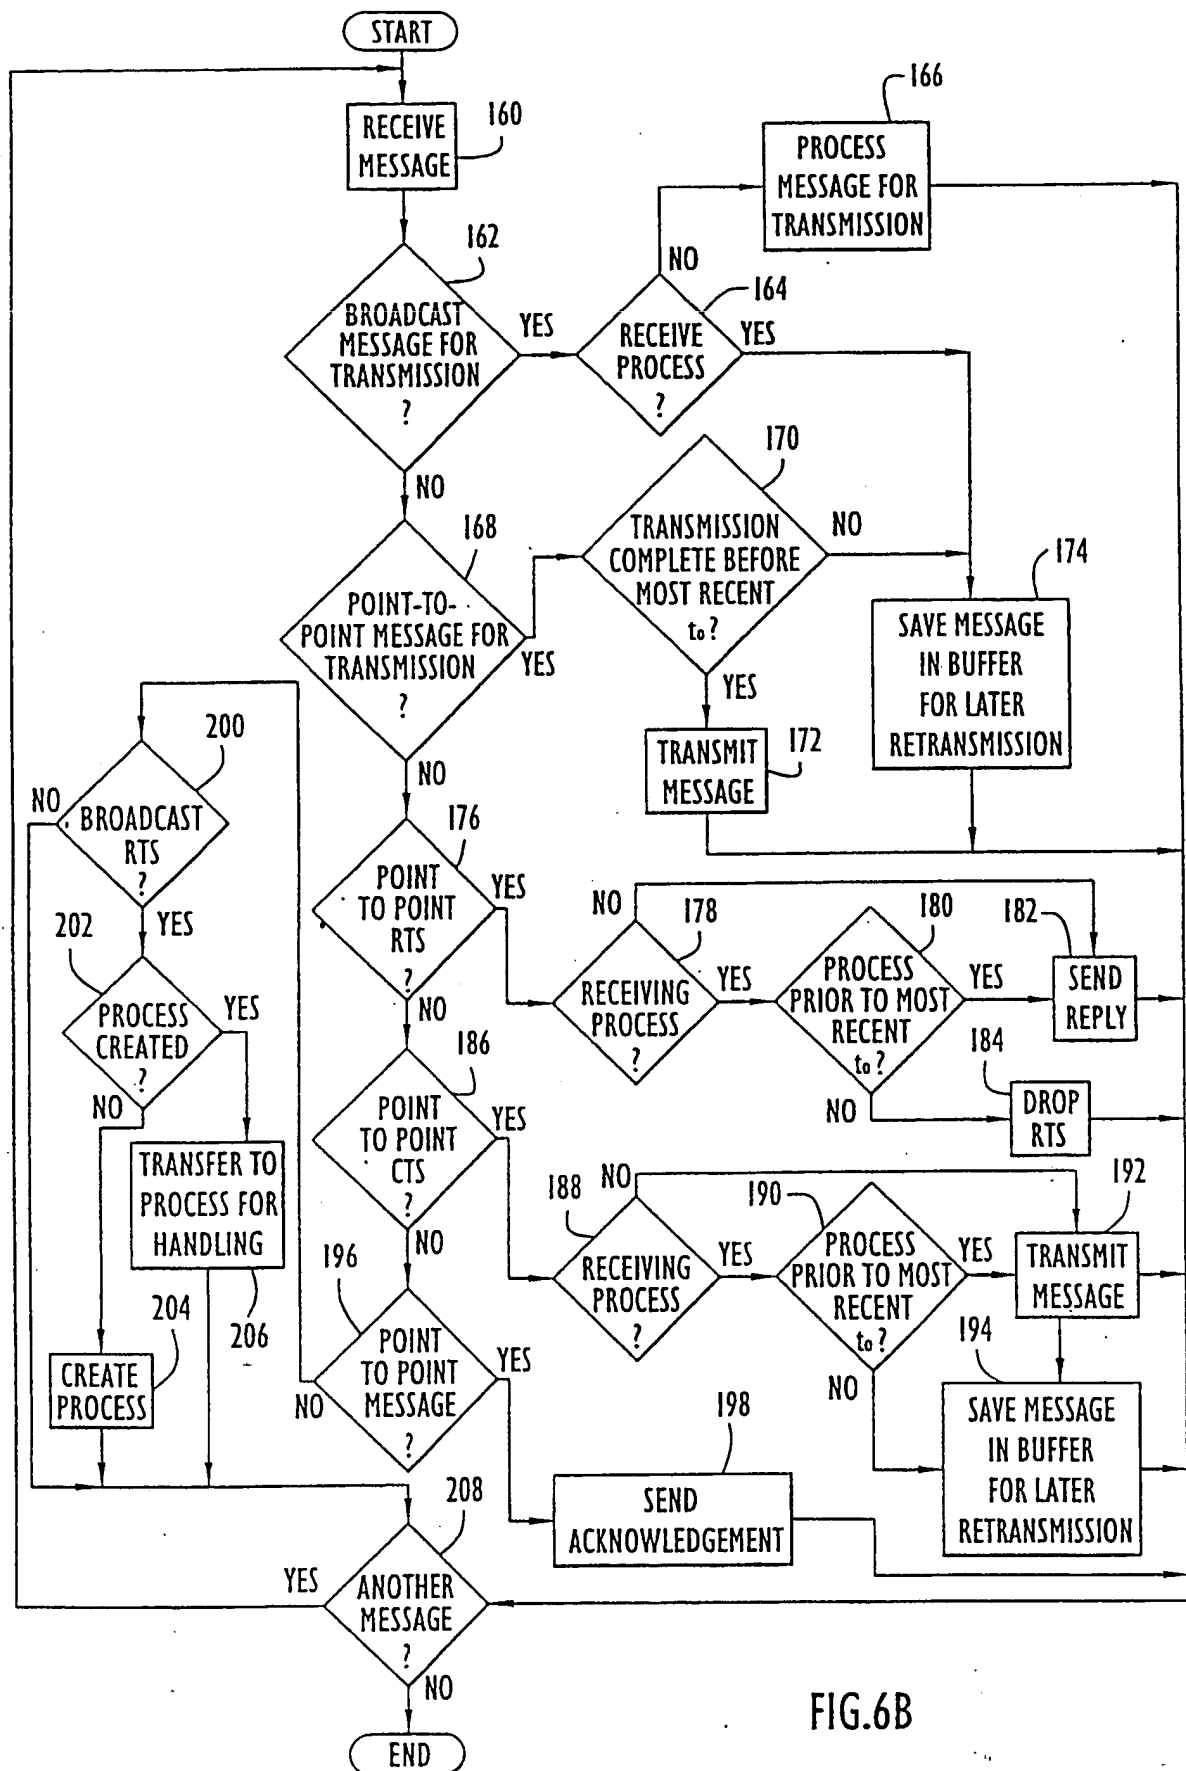 START
RECEIVE
MESSAGE
160
162
BROADCAST
MESSAGE FOR
TRANSMISSION
?
YES
NO
164
RECEIVE
PROCESS
?
NO
YES
166
PROCESS
MESSAGE FOR
TRANSMISSION
168
POINT-TO-
POINT MESSAGE FOR
TRANSMISSION
?
YES
NO
170
TRANSMISSION
COMPLETE BEFORE
MOST RECENT
to?
NO
YES
172
TRANSMIT
MESSAGE
174
SAVE MESSAGE
IN BUFFER
FOR LATER
RETRANSMISSION
176
POINT
TO POINT
RTS
?
YES
NO
178
RECEIVING
PROCESS
?
NO
YES
180
PROCESS
PRIOR TO MOST
RECENT
to?
YES
NO
182
SEND
REPLY
184
DROP
RTS
186
POINT
TO POINT
CTS
?
YES
NO
188
RECEIVING
PROCESS
?
NO
YES
190
PROCESS
PRIOR TO MOST
RECENT
to?
YES
NO
192
TRANSMIT
MESSAGE
194
SAVE MESSAGE
IN BUFFER
FOR LATER
RETRANSMISSION
196
POINT
TO POINT
MESSAGE
?
YES
NO
198
SEND
ACKNOWLEDGEMENT
200
BROADCAST
RTS
?
NO
YES
202
PROCESS
CREATED
?
YES
NO
204
CREATE
PROCESS
TRANSFER TO
PROCESS FOR
HANDLING
206
208
ANOTHER
MESSAGE
?
YES
NO
END
FIG.6B